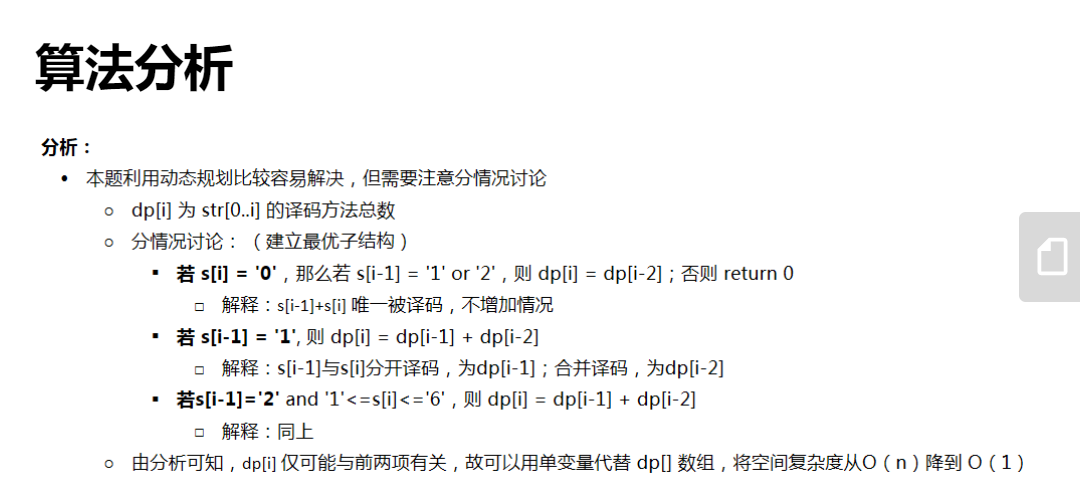 算法分析
分析：
• 本题利用动态规划比较容易解决，但需要注意分情况讨论
○ dp[i] 为 str[0..i] 的译码方法总数
○ 分情况讨论：（建立最优子结构）
▪ 若 s[i] = '0'，那么若 s[i-1] = '1' or '2'，则 dp[i] = dp[i-2]；否则 return 0
□ 解释：s[i-1]+s[i] 唯一被译码，不增加情况
▪ 若 s[i-1] = '1', 则 dp[i] = dp[i-1] + dp[i-2]
□ 解释：s[i-1]与s[i]分开译码，为dp[i-1]；合并译码，为dp[i-2]
▪ 若s[i-1]='2' and '1'<=s[i]<='6'，则 dp[i] = dp[i-1] + dp[i-2]
□ 解释：同上
○ 由分析可知，dp[i] 仅可能与前两项有关，故可以用单变量代替 dp[] 数组，将空间复杂度从O（n）降到 O（1）